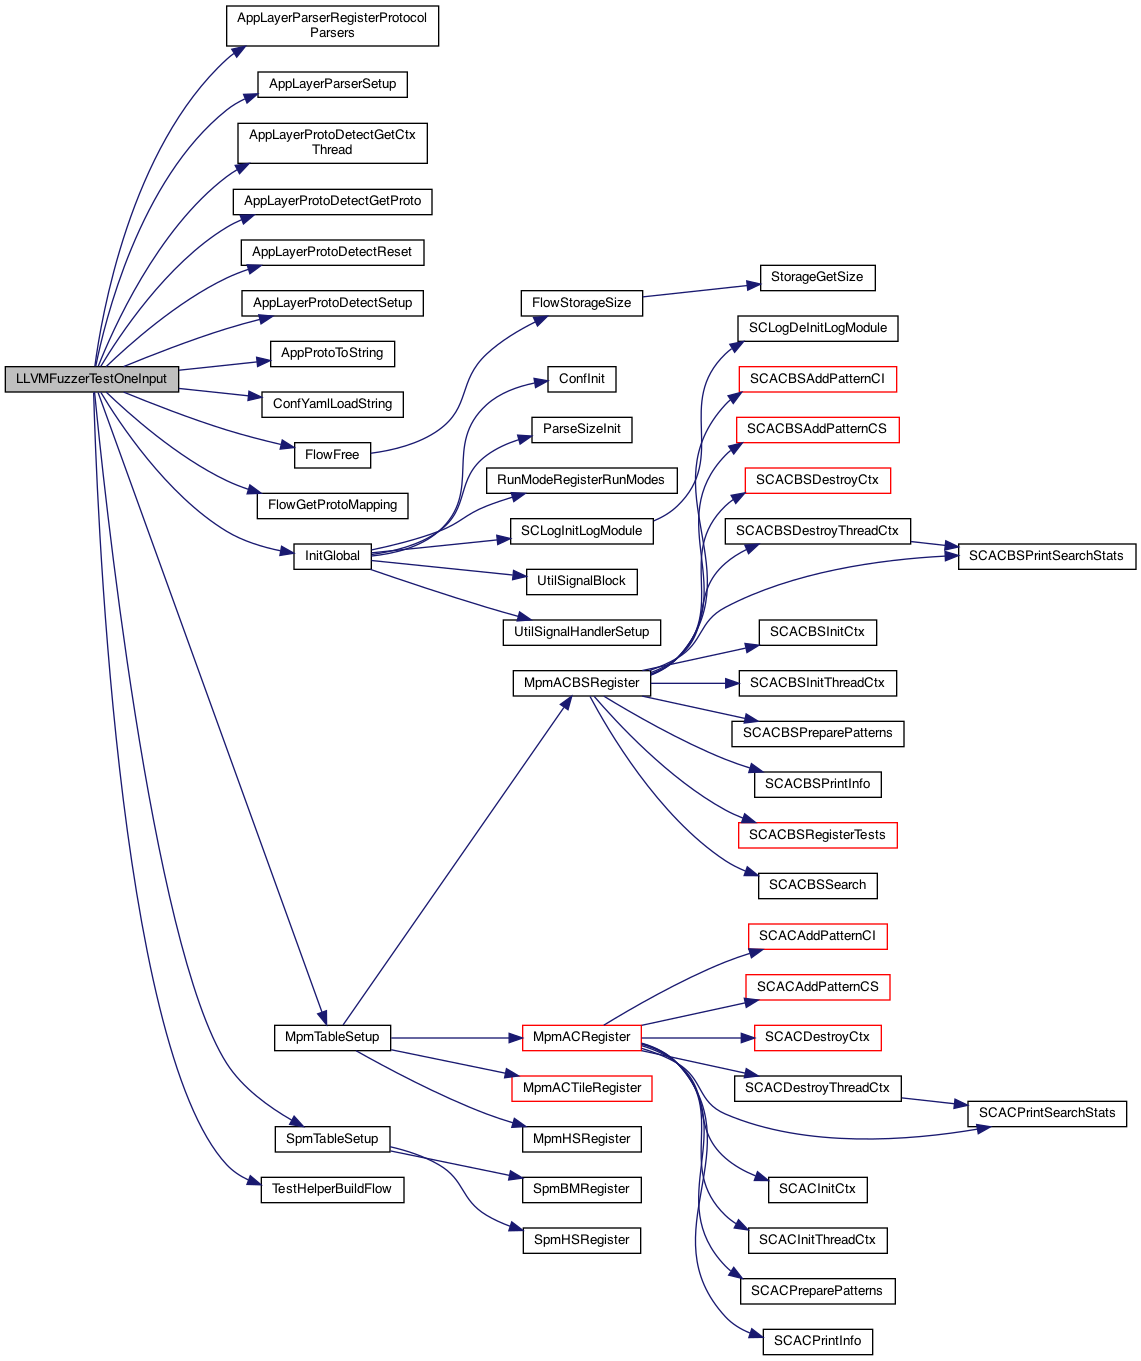 AppLayerParserRegisterProtocol
Parsers
AppLayerParserSetup
AppLayerProtoDetectGetCtx
Thread
AppLayerProtoDetectGetProto
AppLayerProtoDetectReset
AppLayerProtoDetectSetup
AppProtoToString
ConfYamlLoadString
FlowFree
FlowGetProtoMapping
InitGlobal
LLVMFuzzerTestOneInput
MpmTableSetup
SpmTableSetup
TestHelperBuildFlow
FlowStorageSize
ConfInit
ParseSizeInit
RunModeRegisterRunModes
SCLogInitLogModule
UtilSignalBlock
UtilSignalHandlerSetup
MpmACBSRegister
MpmACRegister
MpmACTileRegister
MpmHSRegister
SpmBMRegister
SpmHSRegister
StorageGetSize
SCLogDeInitLogModule
SCACBSAddPatternCI
SCACBSAddPatternCS
SCACBSDestroyCtx
SCACBSDestroyThreadCtx
SCACBSPrintSearchStats
SCACBSInitCtx
SCACBSInitThreadCtx
SCACBSPreparePatterns
SCACBSPrintInfo
SCACBSRegisterTests
SCACBSSearch
SCACAddPatternCI
SCACAddPatternCS
SCACDestroyCtx
SCACDestroyThreadCtx
SCACPrintSearchStats
SCACInitCtx
SCACInitThreadCtx
SCACPreparePatterns
SCACPrintInfo